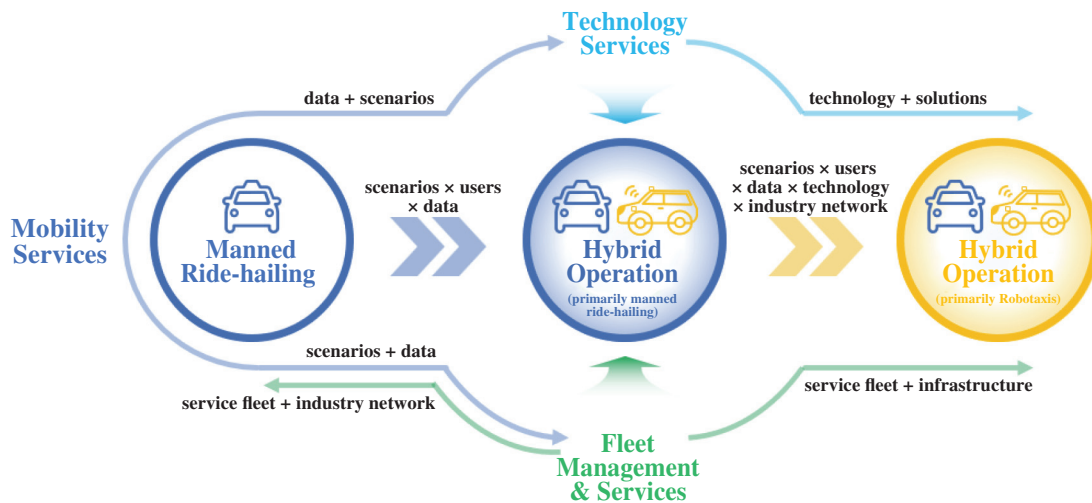 Technology
Services
data + scenarios
technology + solutions
Mobility
Services
Manned
Ride-hailing
scenarios × users
× data
Hybrid
Operation
(primarily manned
ride-hailing)
scenarios × users
× data × technology
× industry network
Hybrid
Operation
(primarily Robotaxis)
scenarios + data
service fleet + industry network
service fleet + infrastructure
Fleet
Management
& Services